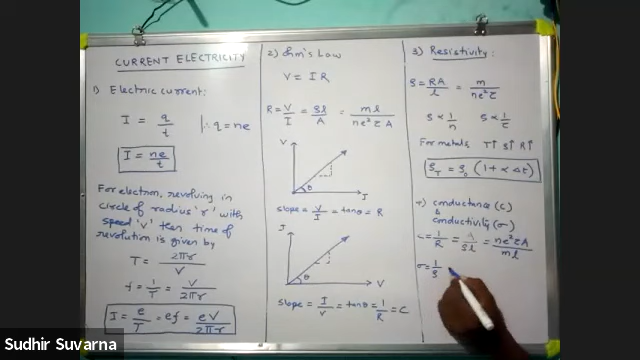 CURRENT ELECTRICITY
1) Electric current:
I = q/t | ∴ q = ne
I = ne/t
For electron, revolving in
circle of radius 'r' with
speed 'v' then time of
revolution is given by
T = 2πr/V
f = 1/T = V/2πr
I = e/T = ef = eV/2πr
2) Ohm's Law
V = I R
R = V/I = ρl/A = ml/ne²τA
V
θ
I
slope = V/I = tanθ = R
I
θ
V
slope = I/V = tanθ = 1/R = C
3) Resistivity:
ρ = RA/l = m/ne²τ
ρ ∝ 1/n ρ ∝ 1/τ
For metals T↑ ρ↑ R↑
ρ_T = ρ₀ (1 + α Δt)
conductance (C)
&
conductivity (σ)
C = 1/R = A/ρl = ne²τA/ml
σ = 1/ρ
Sudhir Suvarna